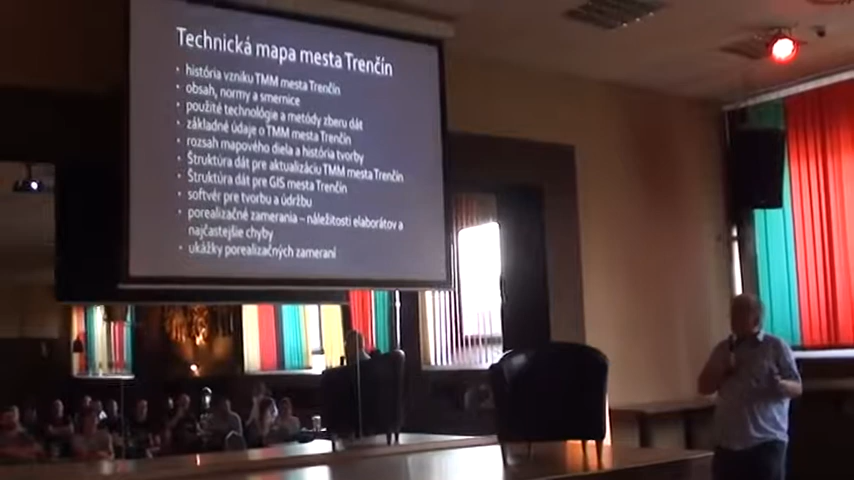 Technická mapa mesta Trenčín
• história vzniku TMM mesta Trenčín
• obsah, normy a smernice
• použité technológie a metódy zberu dát
• základné údaje o TMM mesta Trenčín
• rozsah mapového diela a história tvorby
• Štruktúra dát pre aktualizáciu TMM mesta Trenčín
• Štruktúra dát pre GIS mesta Trenčín
• softvér pre tvorbu a údržbu
• porealizačné zamerania – náležitosti elaborátov a
najčastejšie chyby
• ukážky porealizačných zameraní